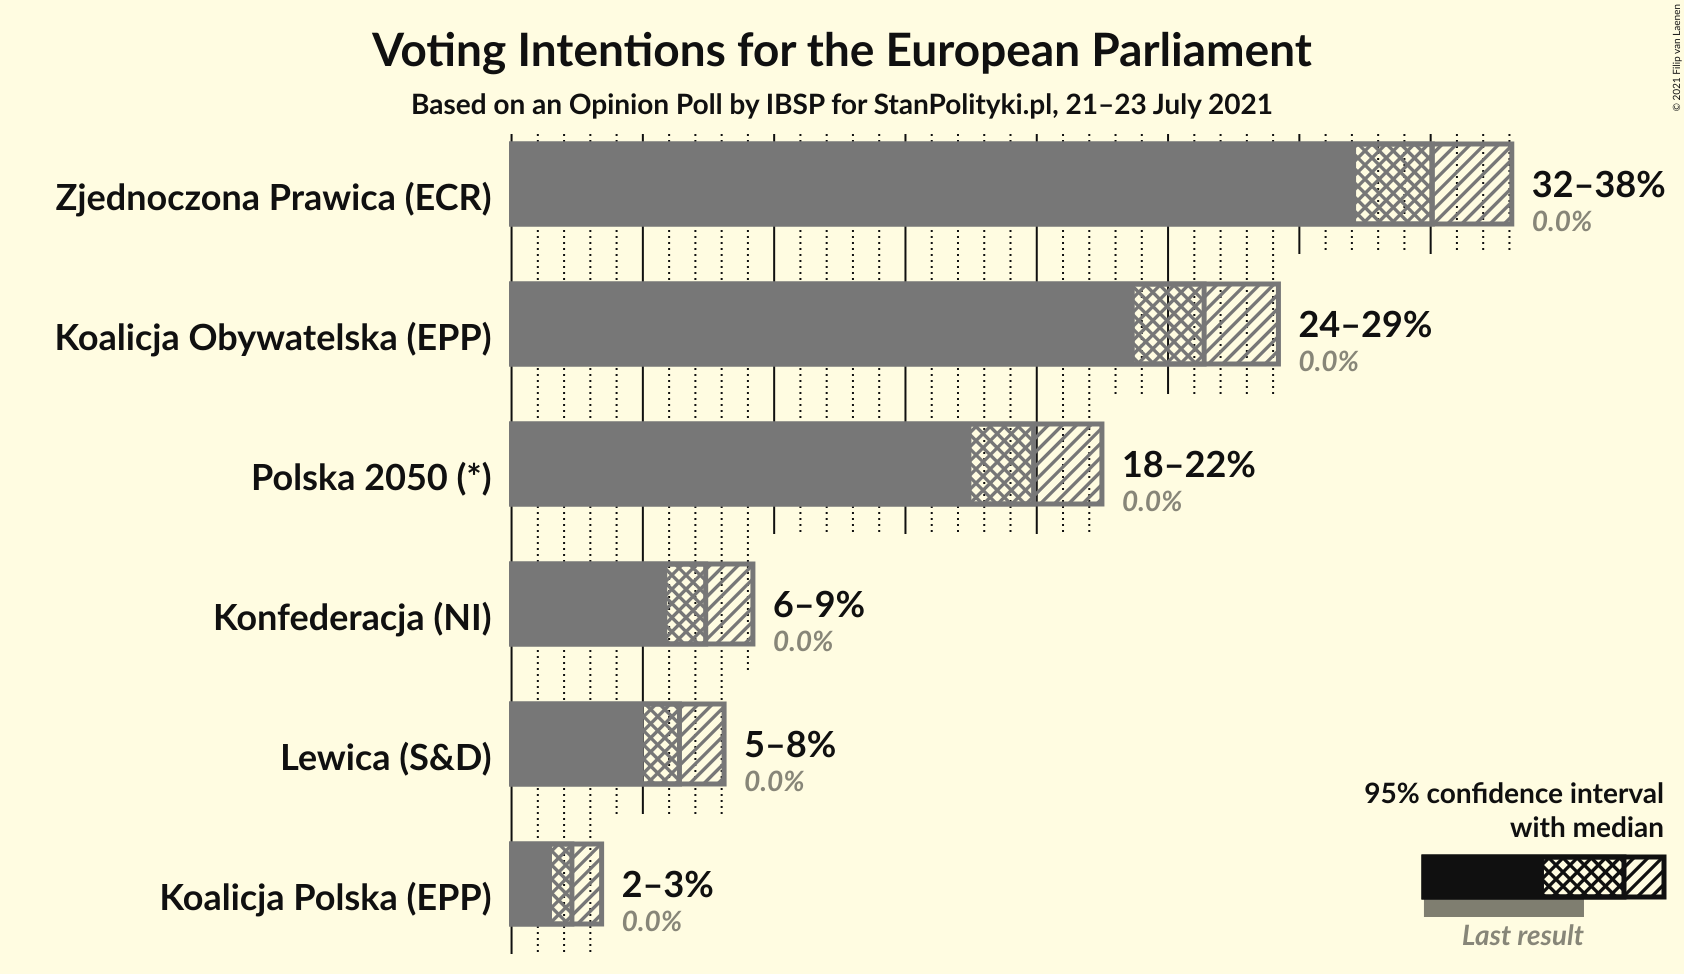 Voting Intentions for the European Parliament
Based on an Opinion Poll by IBSP for StanPolityki.pl, 21–23 July 2021
© 2021 Filip van Laenen
Zjednoczona Prawica (ECR)
32–38%
0.0%
Koalicja Obywatelska (EPP)
24–29%
0.0%
Polska 2050 (*)
18–22%
0.0%
Konfederacja (NI)
6–9%
0.0%
Lewica (S&D)
5–8%
0.0%
Koalicja Polska (EPP)
2–3%
0.0%
95% confidence interval
with median
Last result